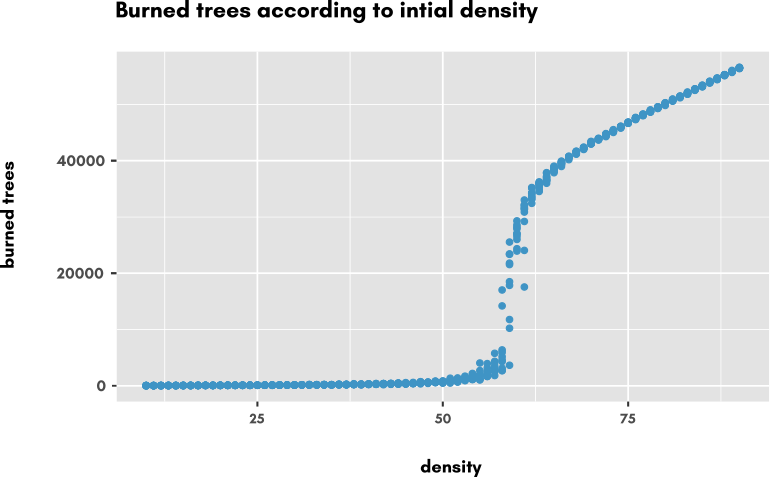 Burned trees according to intial density
burned trees
40000
20000
0
25 50 75
density